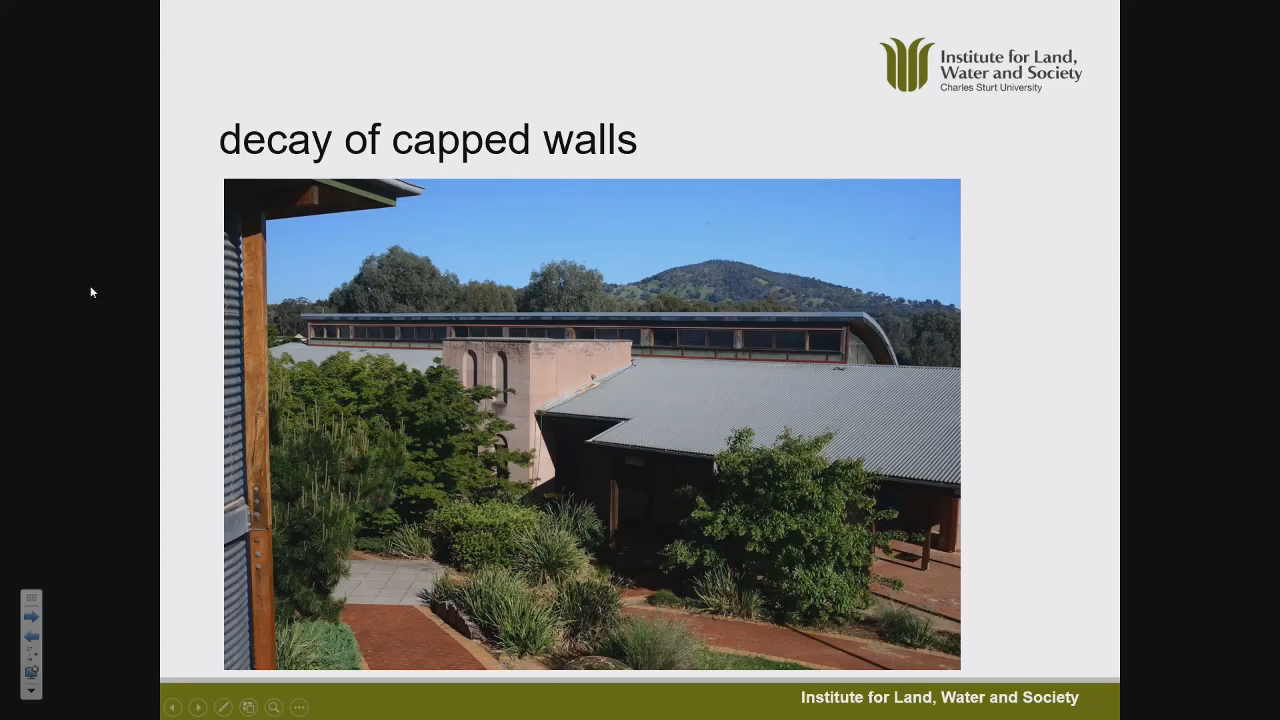 Institute for Land,
Water and Society
Charles Sturt University
decay of capped walls
Institute for Land, Water and Society